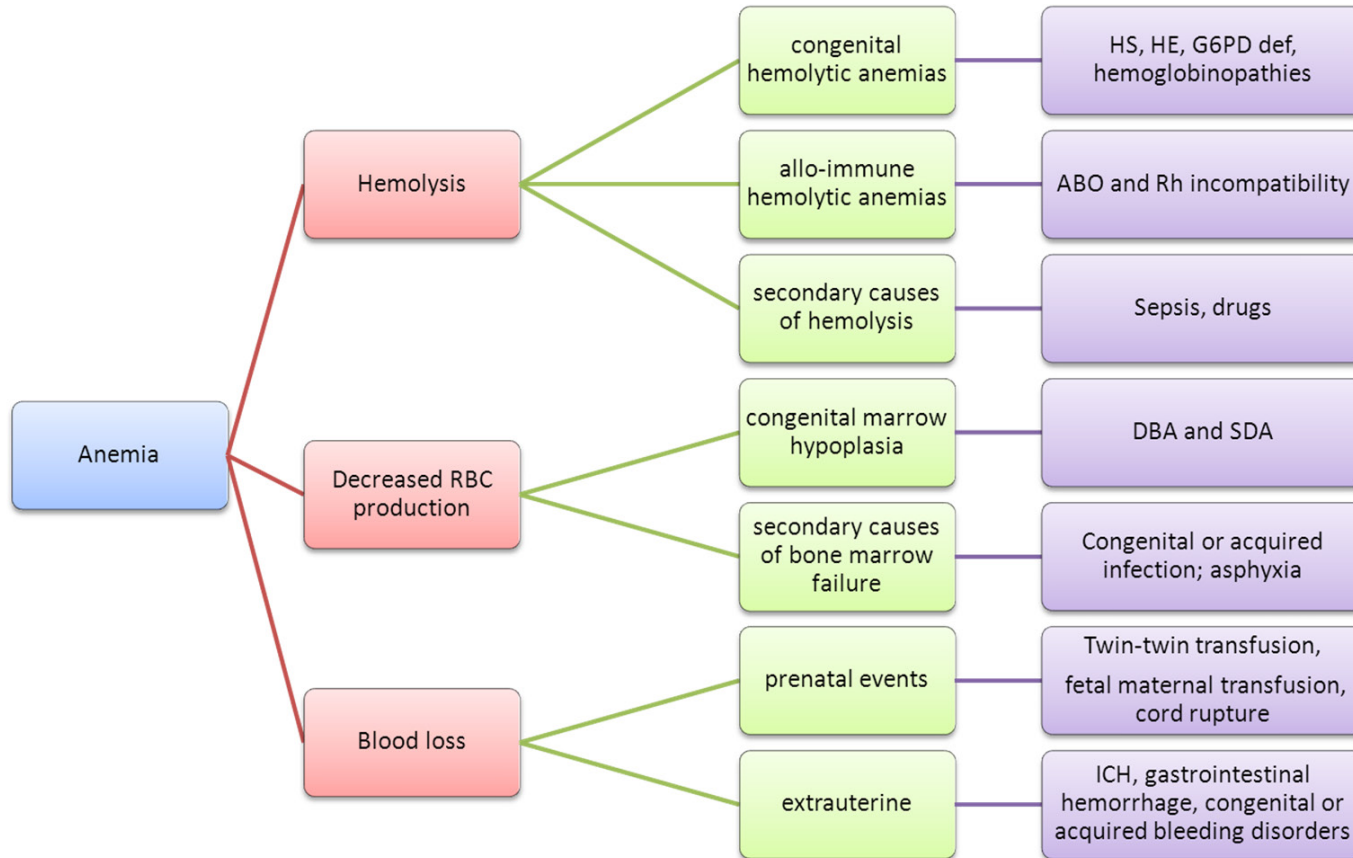 Anemia
Hemolysis
congenital
hemolytic anemias
HS, HE, G6PD def,
hemoglobinopathies
allo-immune
hemolytic anemias
ABO and Rh incompatibility
secondary causes
of hemolysis
Sepsis, drugs
Decreased RBC
production
congenital marrow
hypoplasia
DBA and SDA
secondary causes
of bone marrow
failure
Congenital or acquired
infection; asphyxia
Blood loss
prenatal events
Twin-twin transfusion,
fetal maternal transfusion,
cord rupture
extrauterine
ICH, gastrointestinal
hemorrhage, congenital or
acquired bleeding disorders